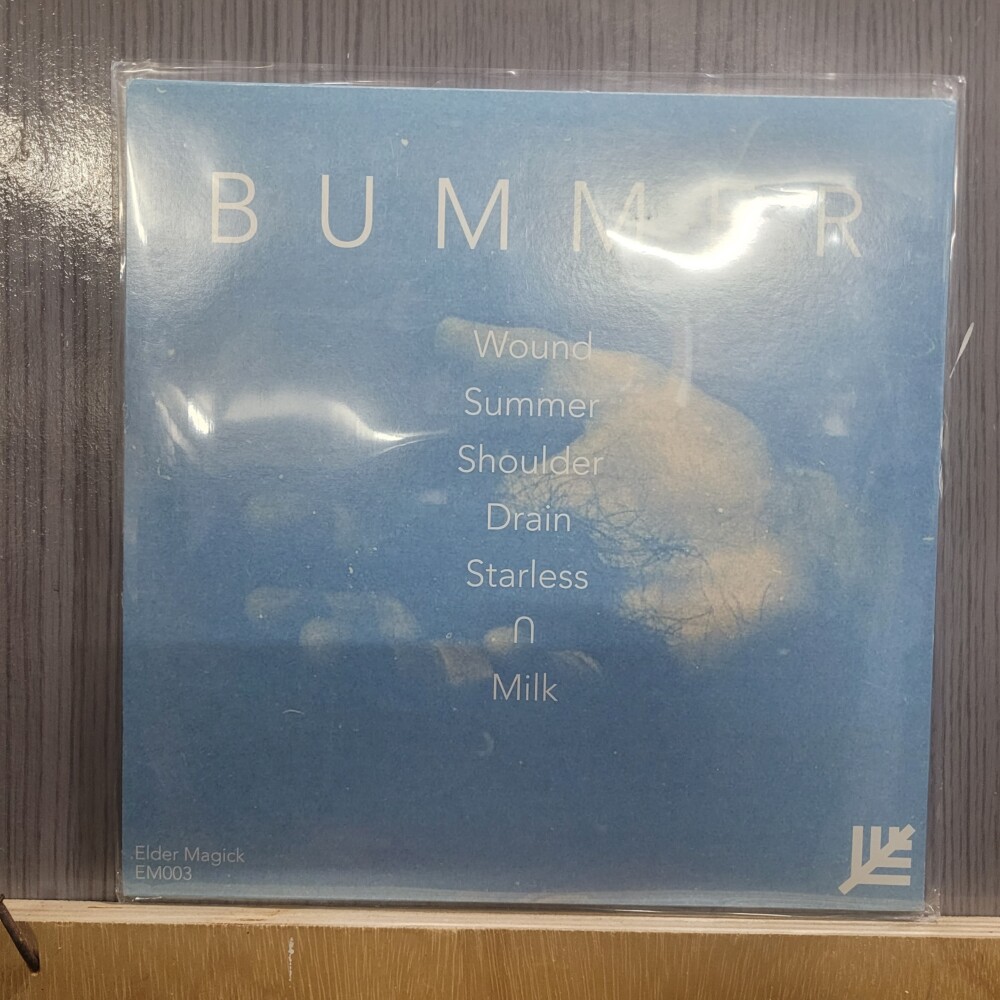 BUMMER
Wound
Summer
Shoulder
Drain
Starless
∩
Milk
Elder Magick
EM003